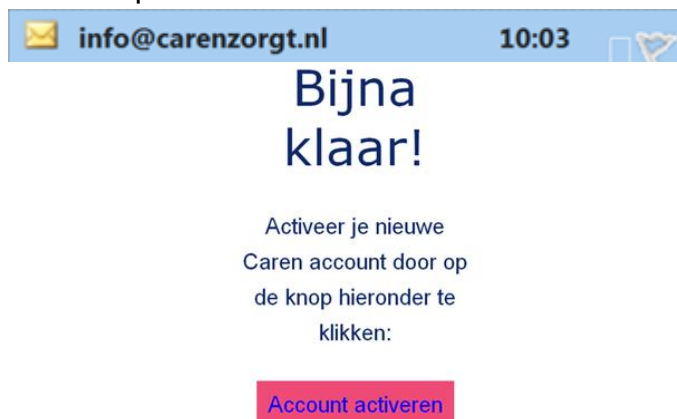 info@carenzorgt.nl 10:03
Bijna
klaar!
Activeer je nieuwe
Caren account door op
de knop hieronder te
klikken:
Account activeren